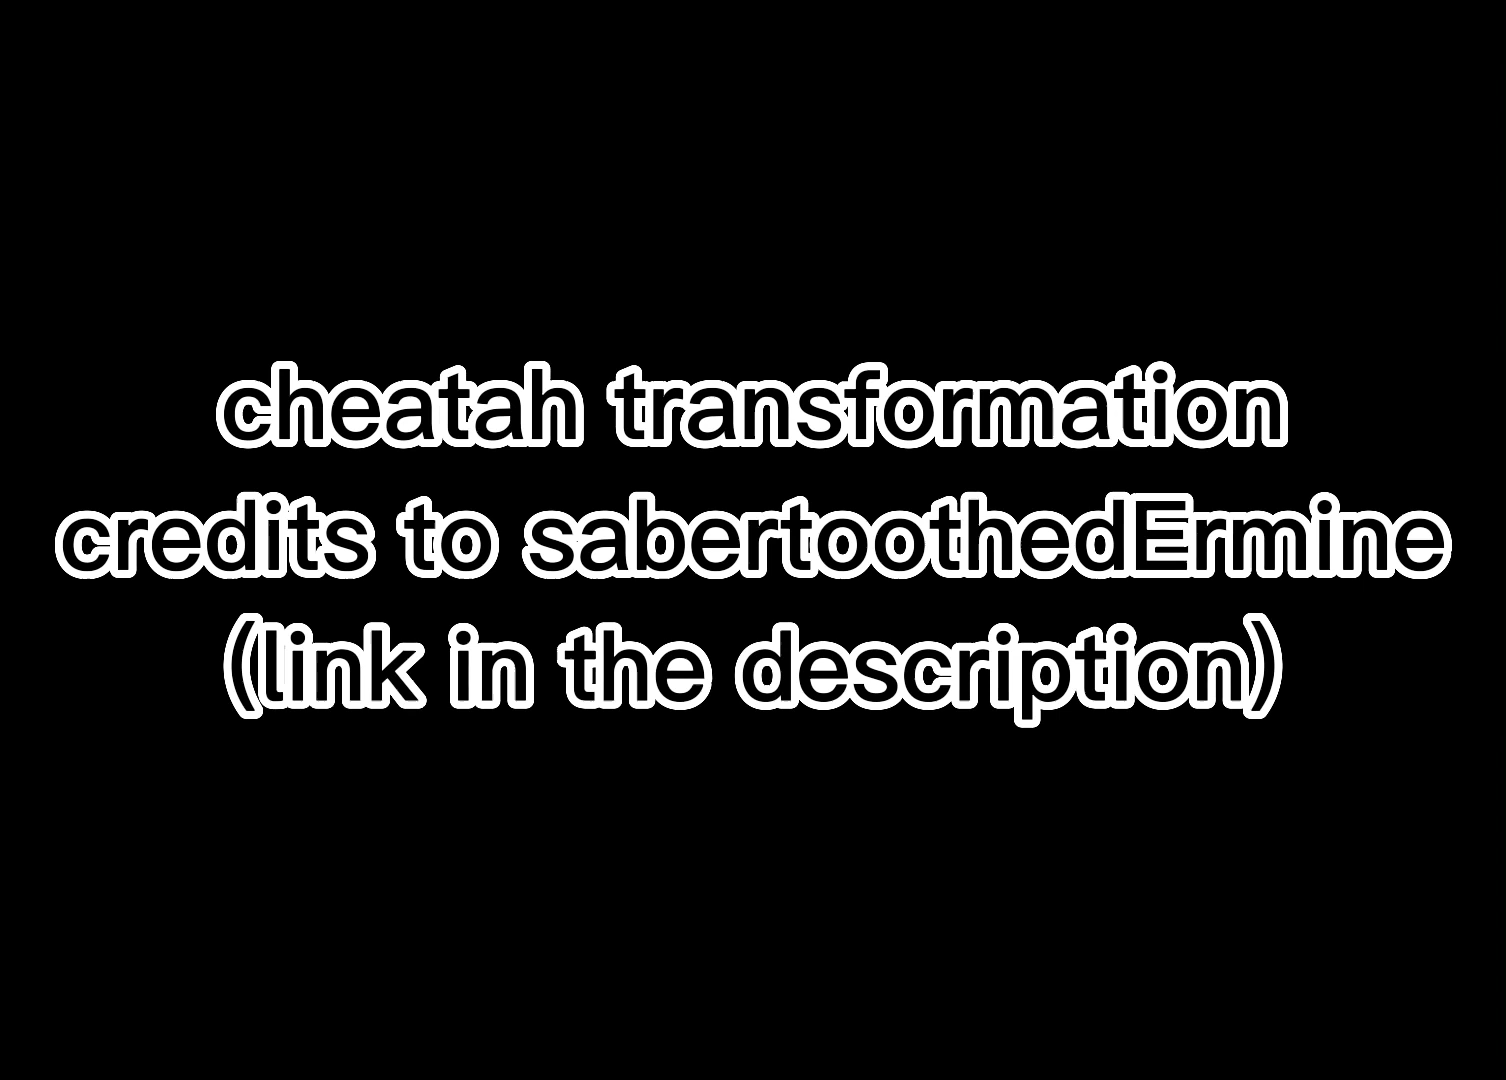 cheatah transformation
credits to sabertoothedErmine
(link in the description)